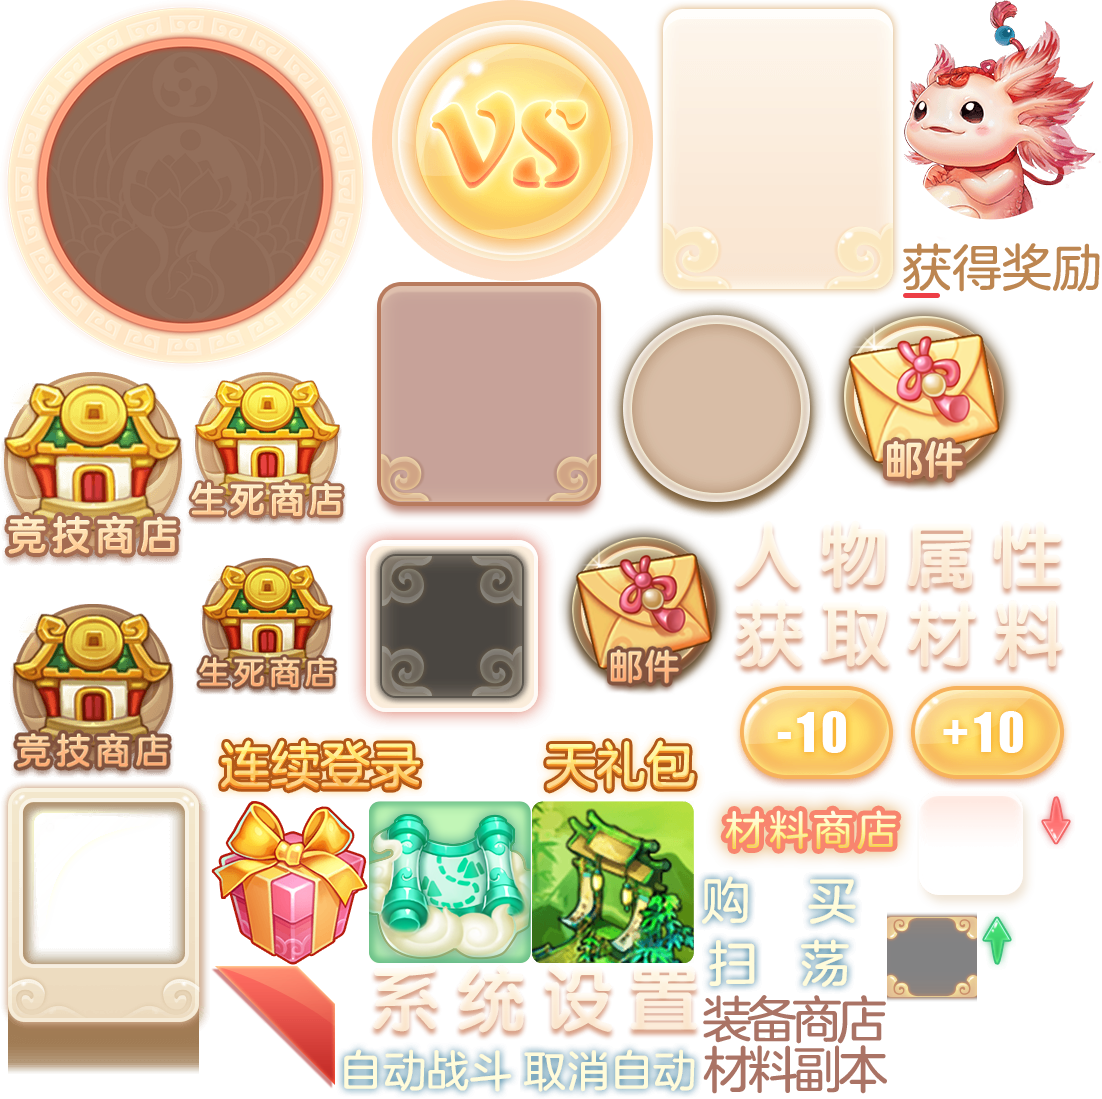 VS
获得奖励
邮件
竞技商店
生死商店
人物属性
获取材料
竞技商店
生死商店
邮件
-10
+10
连续登录
天礼包
材料商店
购买
扫荡
系统设置
装备商店
自动战斗
取消自动
材料副本